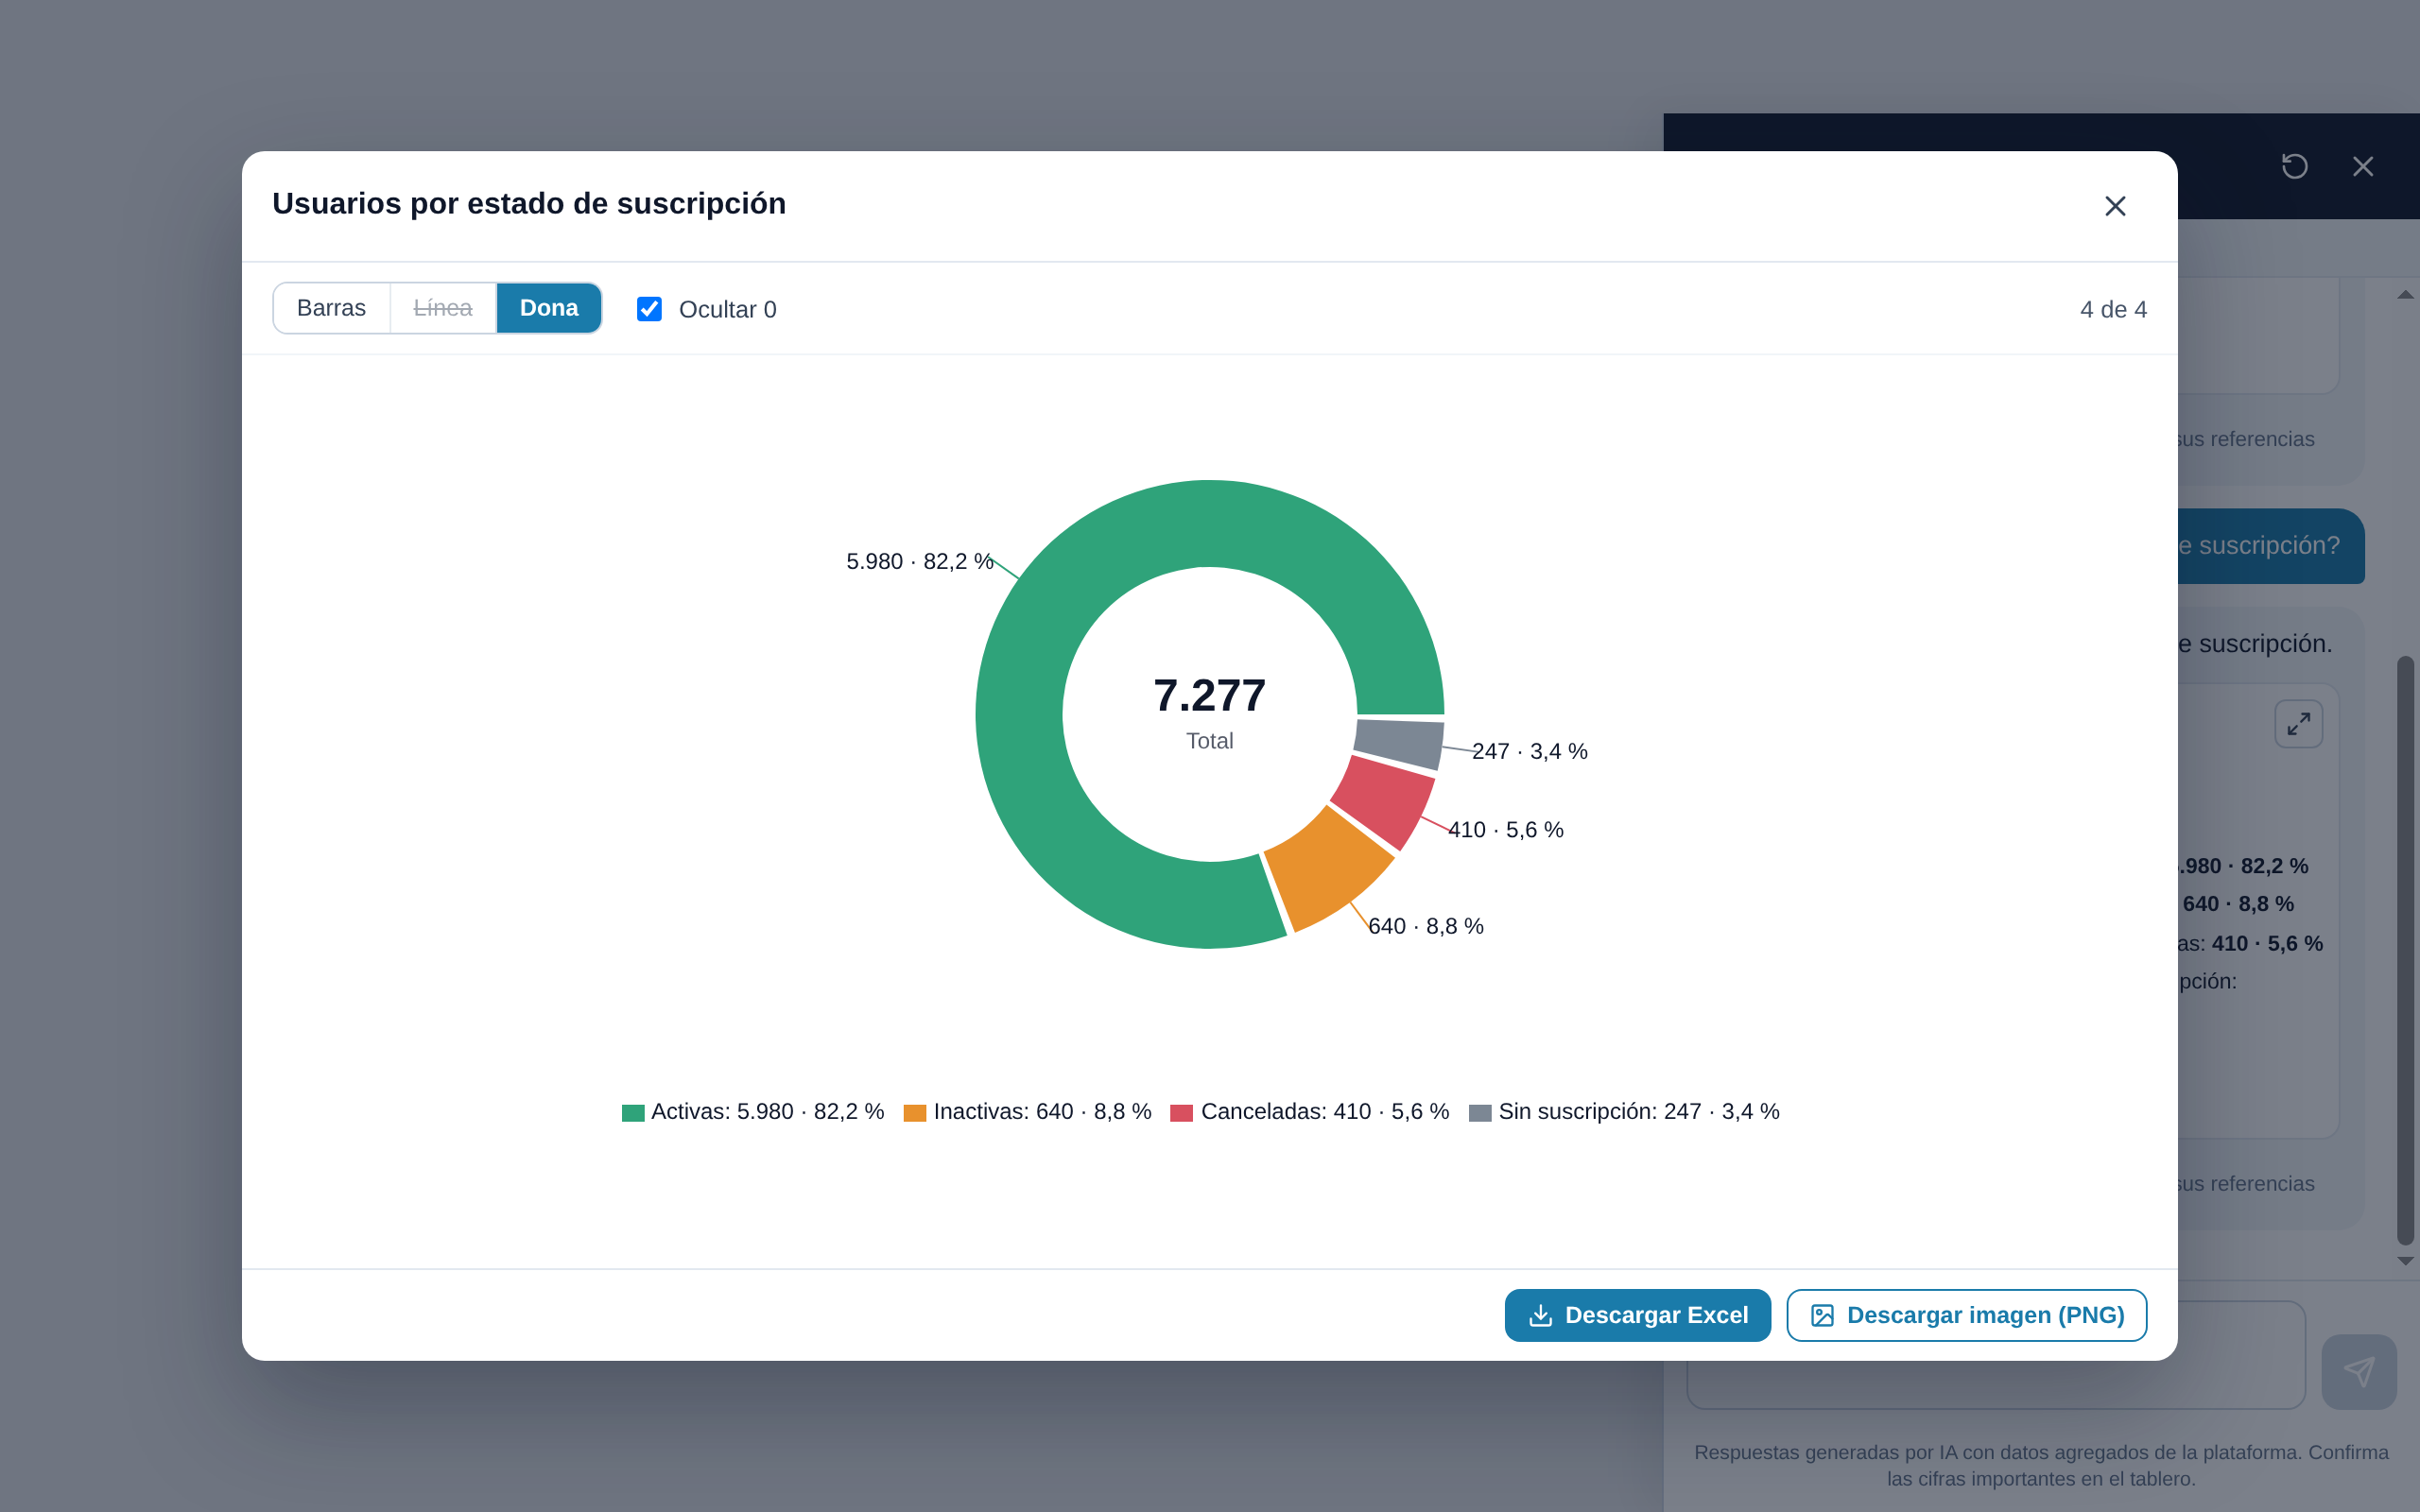 Usuarios por estado de suscripción
Barras Línea Dona Ocultar 0 4 de 4
5.980 · 82,2 %
7.277
Total
247 · 3,4 %
410 · 5,6 %
640 · 8,8 %
Activas: 5.980 · 82,2 % Inactivas: 640 · 8,8 % Canceladas: 410 · 5,6 % Sin suscripción: 247 · 3,4 %
Descargar Excel Descargar imagen (PNG)
sus referencias
e suscripción?
e suscripción.
.980 · 82,2 %
640 · 8,8 %
as: 410 · 5,6 %
pción:
sus referencias
Respuestas generadas por IA con datos agregados de la plataforma. Confirma
las cifras importantes en el tablero.